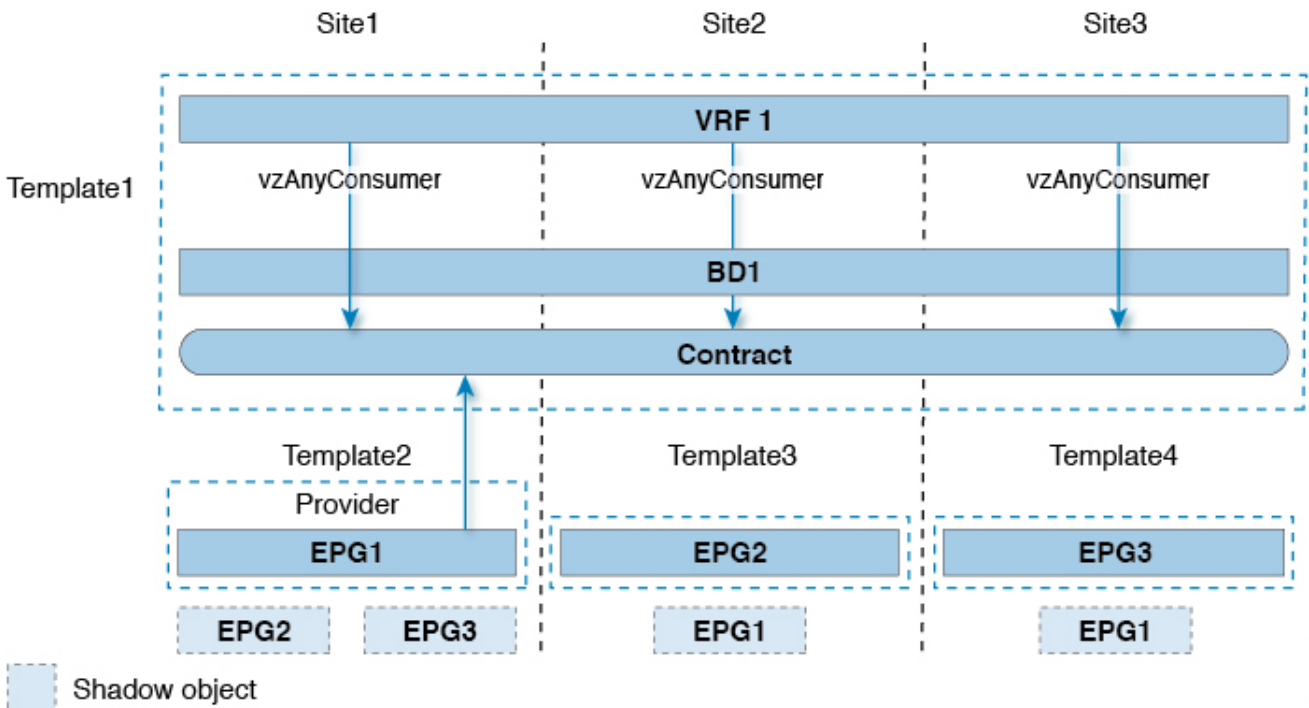 Site1
Site2
Site3
VRF 1
Template1
vzAnyConsumer
vzAnyConsumer
vzAnyConsumer
BD1
Contract
Template2
Template3
Template4
Provider
EPG1
EPG2
EPG3
EPG2
EPG3
EPG1
EPG1
Shadow object